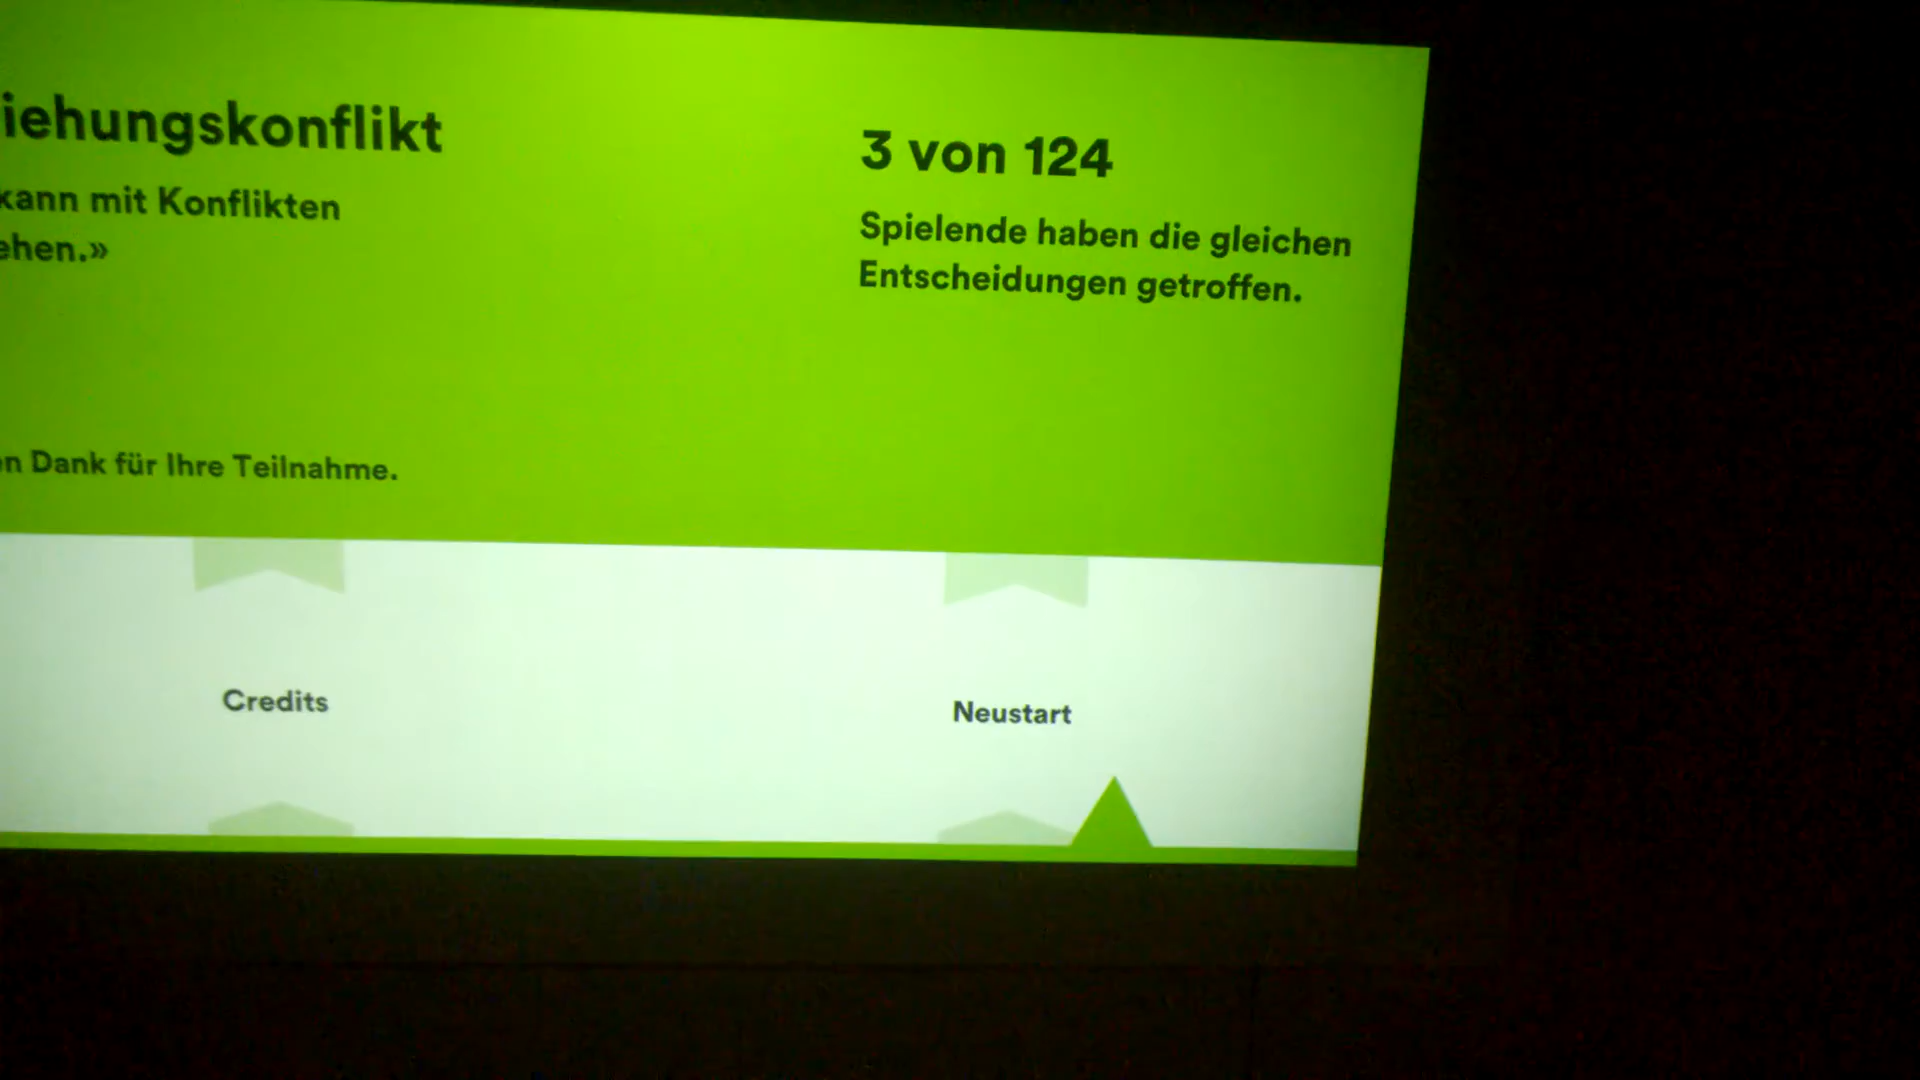 iehungskonflikt
kann mit Konflikten
ehen.»
3 von 124
Spielende haben die gleichen
Entscheidungen getroffen.
n Dank für Ihre Teilnahme.
Credits
Neustart